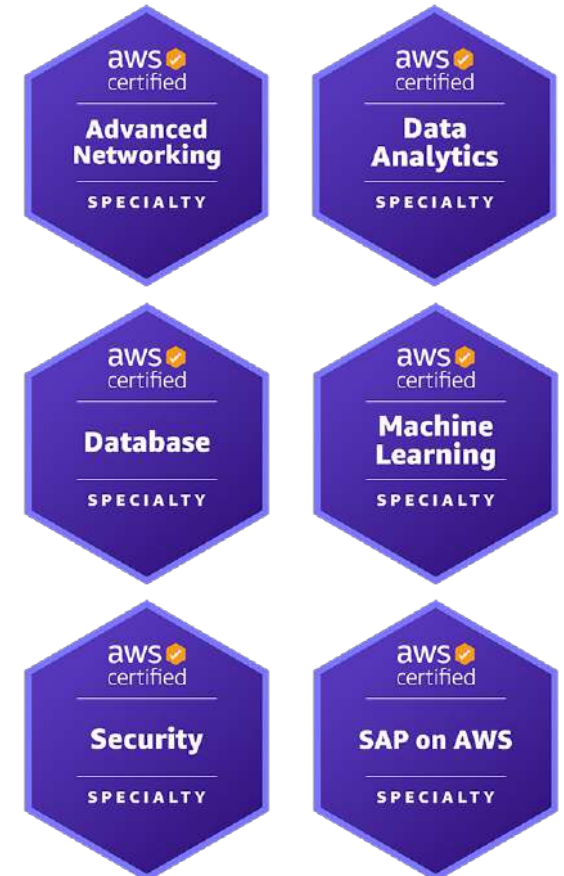 aws
certified
Advanced
Networking
SPECIALTY
aws
certified
Data
Analytics
SPECIALTY
aws
certified
Database
SPECIALTY
aws
certified
Machine
Learning
SPECIALTY
aws
certified
Security
SPECIALTY
aws
certified
SAP on AWS
SPECIALTY